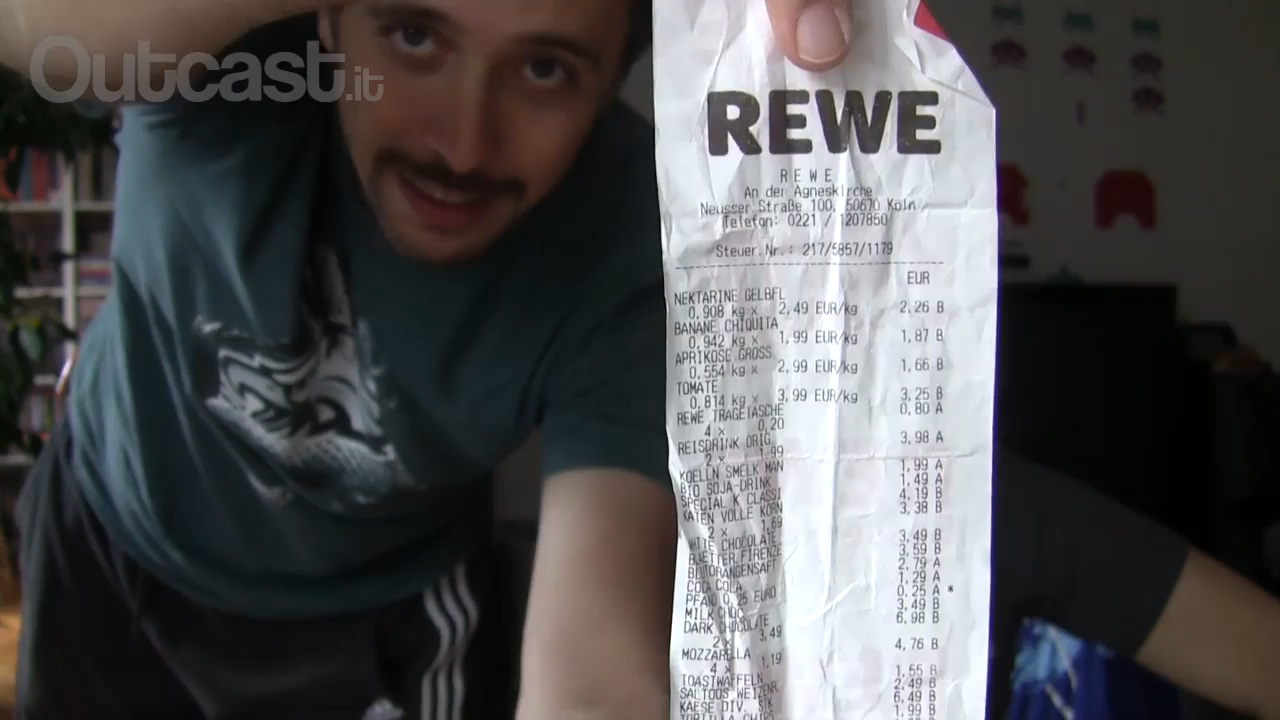 Outcast.it
REWE
R E W E
An der Agneskirche
Neusser Straße 100, 50670 Köln
Telefon: 0221 / 1207850
Steuer.Nr.: 217/5857/1179
EUR
NEKTARINE GELBFL
0,908 kg x 2,49 EUR/kg 2,26 B
BANANE CHIQUITA
0,942 kg x 1,99 EUR/kg 1,87 B
APRIKOSE GROSS
0,554 kg x 2,99 EUR/kg 1,66 B
TOMATE
0,814 kg x 3,99 EUR/kg 3,25 B
REWE TRAGETASCHE 0,80 A
4 x 0,20
REISDRINK ORIG. 3,98 A
2 x 1,99
KOELLN SMELK MAN 1,99 A
BIO SOJA-DRINK 1,49 A
SPECIAL K CLASSI 4,19 B
KATEN VOLLE KORN 3,38 B
2 x 1,69
WHITE CHOCOLATE 3,49 B
BLAETTER FIRENZE 3,59 B
BLUTORANGENSAFT 2,79 A
COCA COLA 1,29 A
PFAND 0,25 EURO 0,25 A *
MILK CHOC 3,49 B
DARK CHOCOLATE 6,98 B
2 x 3,49
MOZZARELLA 4,76 B
4 x 1,19
TOASTWAFFELN 1,55 B
SALTOOS WEIZENR. 2,49 B
KAESE DIV. STK 6,49 B
TORTILLA CHIPS 1,99 B